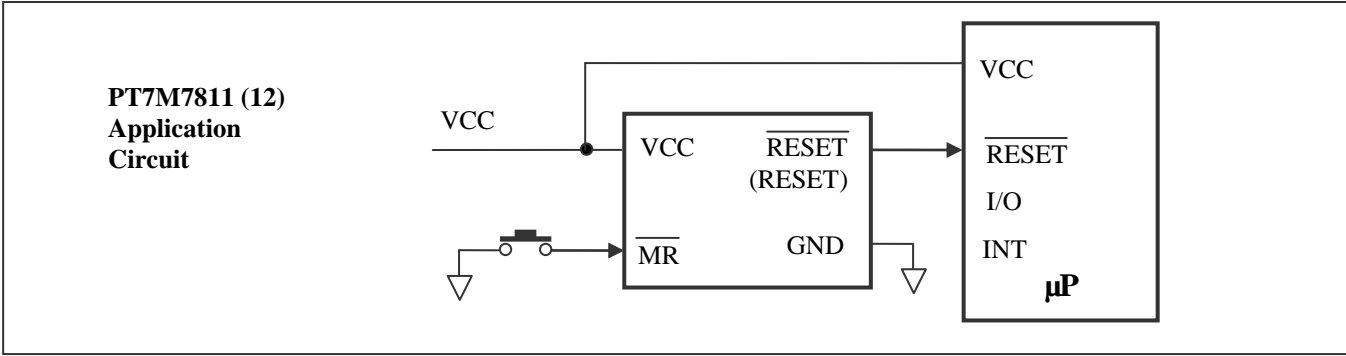 PT7M7811 (12)
Application
Circuit
VCC
VCC
RESET
(RESET)
MR
GND
VCC
RESET
I/O
INT
μP